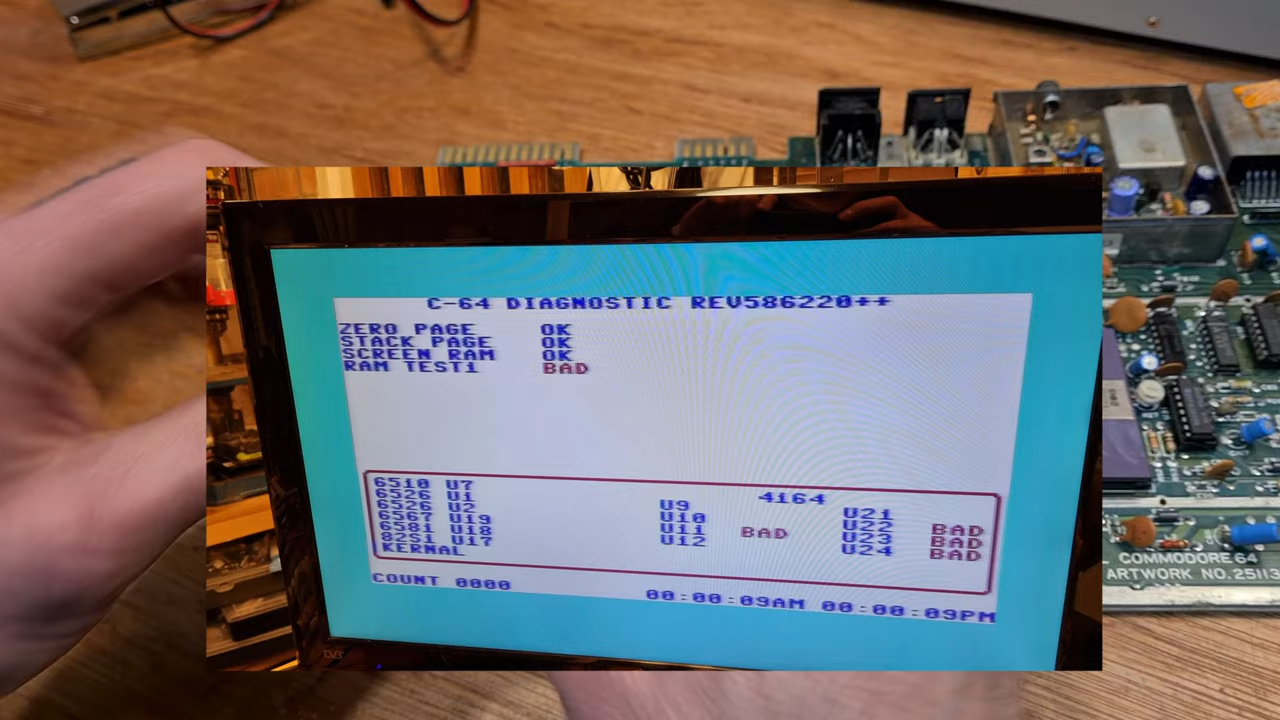 C-64 DIAGNOSTIC REV586220++
ZERO PAGE OK
STACK PAGE OK
SCREEN RAM OK
RAM TEST1 BAD
6510 U7 4164
6526 U1 U9 U21
6526 U2 U10 U22 BAD
6567 U19 U11 BAD U23 BAD
6581 U18 U12 U24 BAD
82S1 U17
KERNAL
COUNT 0000 00:00:09AM 00:00:09PM
COMMODORE 64
ARTWORK NO. 25113